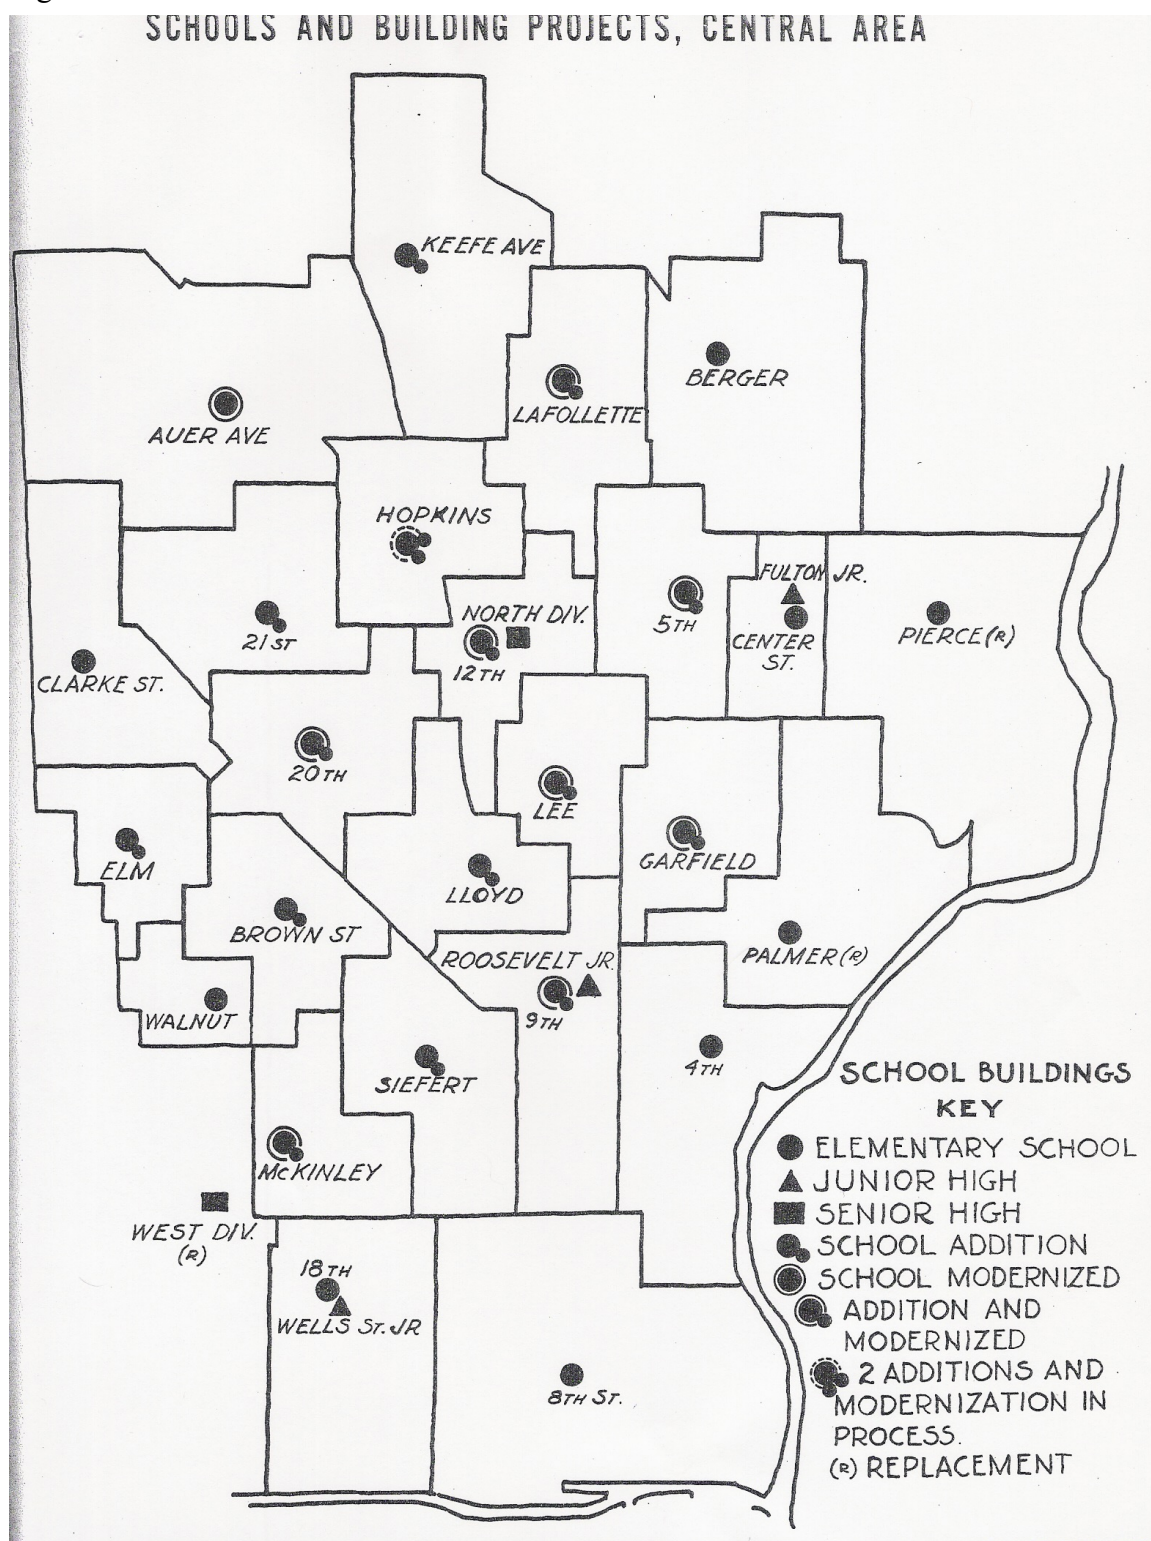 SCHOOLS AND BUILDING PROJECTS, CENTRAL AREA
KEEFE AVE
BERGER
LAFOLLETTE
AUER AVE
HOPKINS
FULTON JR.
NORTH DIV.
5TH
CENTER
ST.
PIERCE (R)
21ST
12TH
CLARKE ST.
20TH
LEE
GARFIELD
ELM
LLOYD
BROWN ST
ROOSEVELT JR.
PALMER (R)
WALNUT
9TH
4TH
SIEFERT
McKINLEY
WEST DIV.
(R)
18TH
WELLS ST. JR
8TH ST.
SCHOOL BUILDINGS
KEY
ELEMENTARY SCHOOL
JUNIOR HIGH
SENIOR HIGH
SCHOOL ADDITION
SCHOOL MODERNIZED
ADDITION AND
MODERNIZED
2 ADDITIONS AND
MODERNIZATION IN
PROCESS.
(R) REPLACEMENT